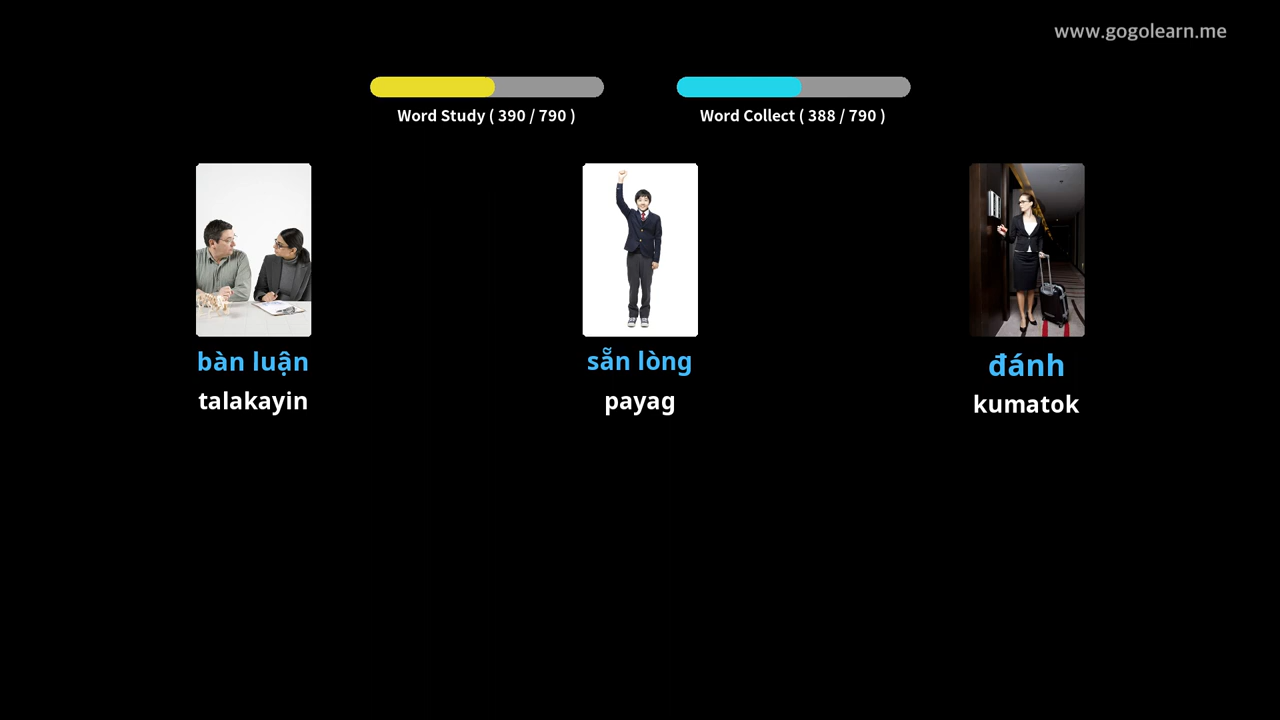 www.gogolearn.me
Word Study ( 390 / 790 )
Word Collect ( 388 / 790 )
bàn luận
talakayin
sẵn lòng
payag
đánh
kumatok